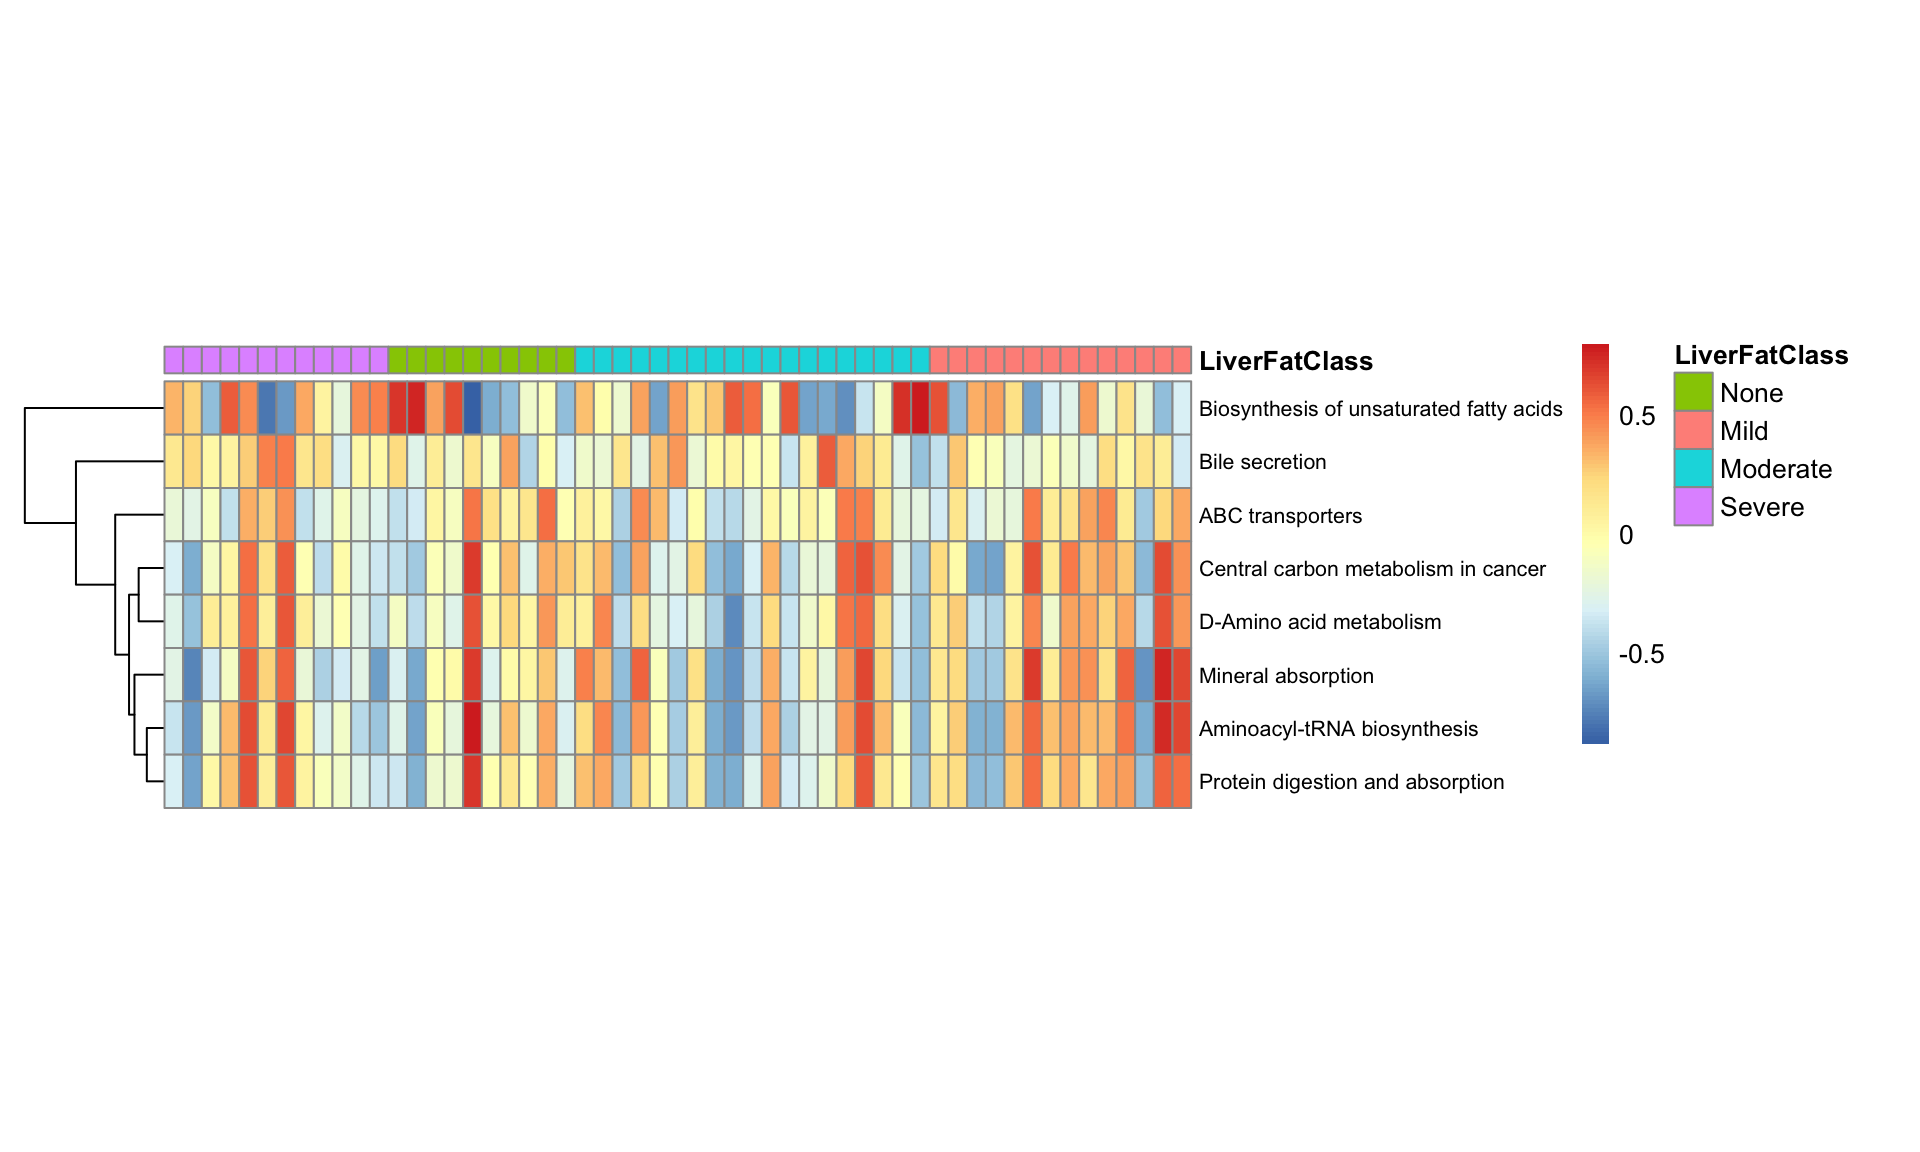 LiverFatClass
Biosynthesis of unsaturated fatty acids
Bile secretion
ABC transporters
Central carbon metabolism in cancer
D-Amino acid metabolism
Mineral absorption
Aminoacyl-tRNA biosynthesis
Protein digestion and absorption
0.5
0
-0.5
LiverFatClass
None
Mild
Moderate
Severe